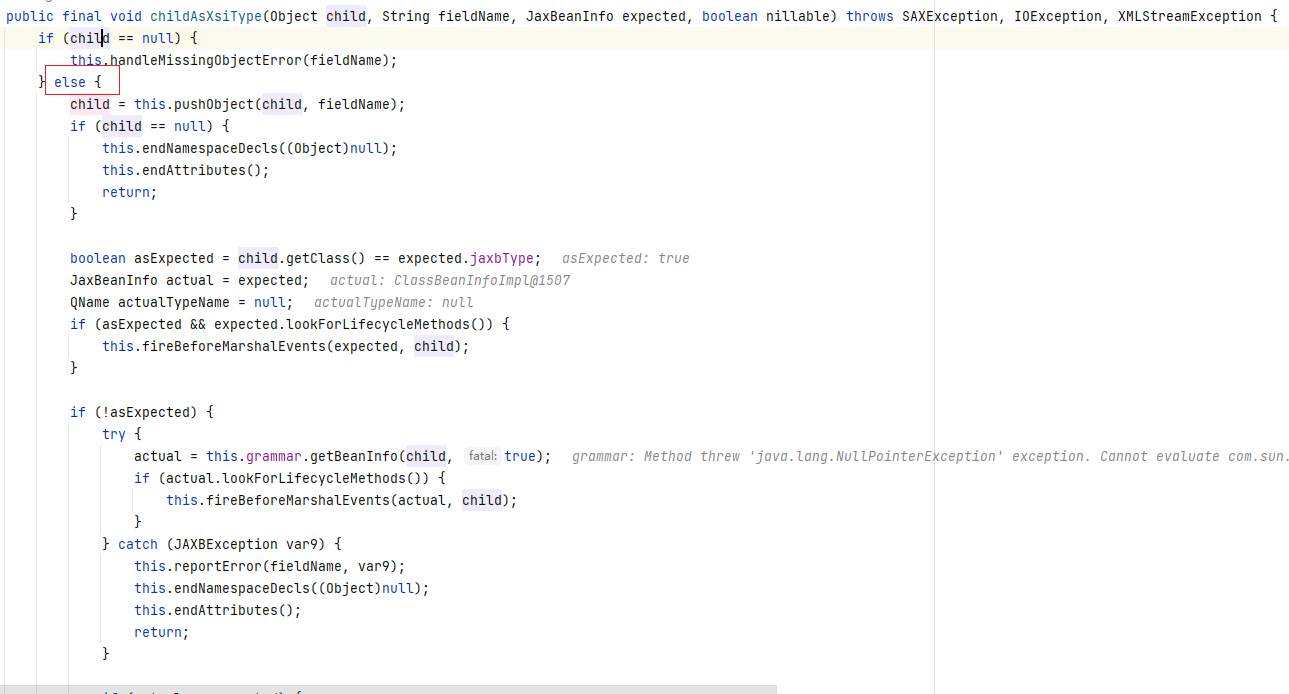 public final void childAsXsiType(Object child, String fieldName, JaxBeanInfo expected, boolean nillable) throws SAXException, IOException, XMLStreamException {
if (child == null) {
this.handleMissingObjectError(fieldName);
} else {
child = this.pushObject(child, fieldName);
if (child == null) {
this.endNamespaceDecls((Object)null);
this.endAttributes();
return;
}
boolean asExpected = child.getClass() == expected.jaxbType;   asExpected: true
JaxBeanInfo actual = expected;   actual: ClassBeanInfoImpl@1507
QName actualTypeName = null;   actualTypeName: null
if (asExpected && expected.lookForLifecycleMethods()) {
this.fireBeforeMarshalEvents(expected, child);
}
if (!asExpected) {
try {
actual = this.grammar.getBeanInfo(child, fatal: true);   grammar: Method threw 'java.lang.NullPointerException' exception. Cannot evaluate com.sun.
if (actual.lookForLifecycleMethods()) {
this.fireBeforeMarshalEvents(actual, child);
}
} catch (JAXBException var9) {
this.reportError(fieldName, var9);
this.endNamespaceDecls((Object)null);
this.endAttributes();
return;
}